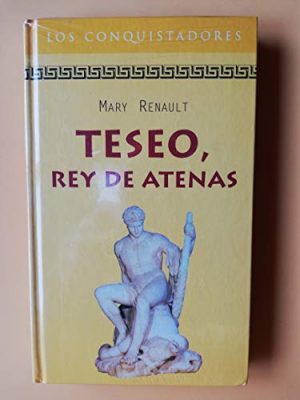 LOS CONQUISTADORES
MARY RENAULT
TESEO,
REY DE ATENAS